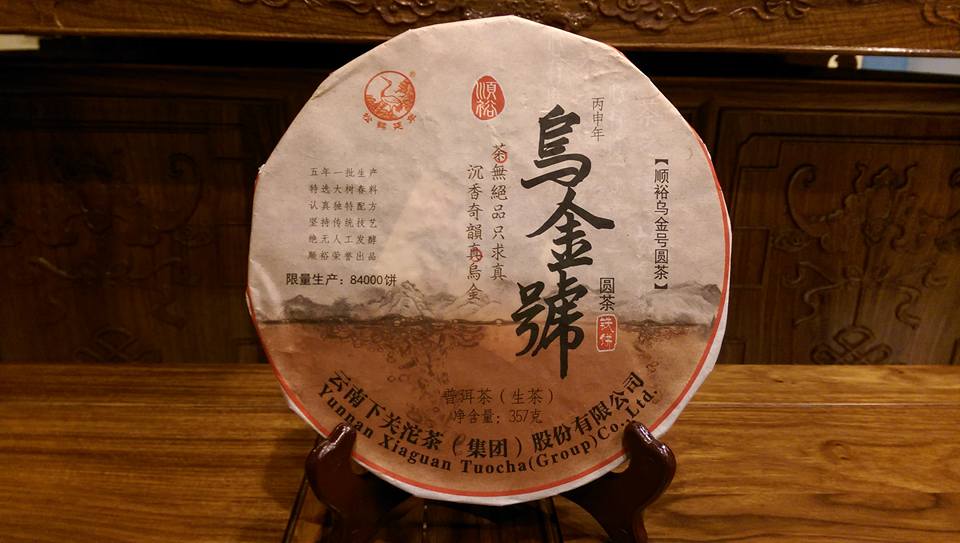 松鶴延年
®
順裕
丙申年
烏金號
圆茶
铁饼
【顺裕乌金号圆茶】
茶無絕品只求真
沉香奇韻真烏金
五年一批生产
特选大树春料
认真独特配方
坚持传统技艺
绝无人工发酵
顺裕荣誉出品
限量生产：84000饼
普洱茶（生茶）
净含量：357克
云南下关沱茶（集团）股份有限公司
Yunnan Xiaguan Tuocha(Group)Co.,Ltd.